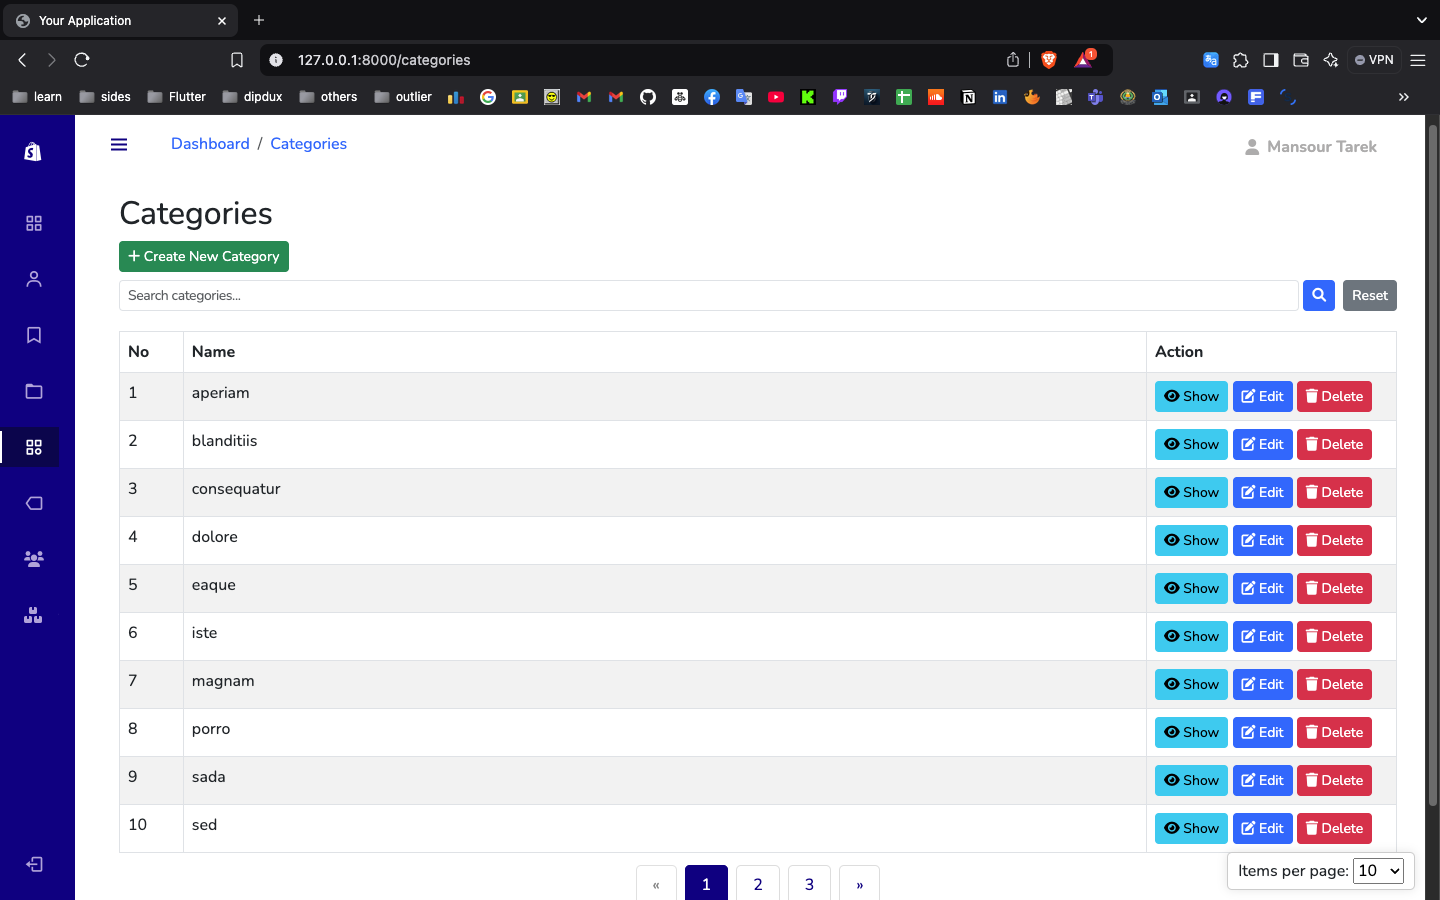 Your Application
127.0.0.1:8000/categories
1
VPN
learn sides Flutter dipdux others outlier
Dashboard / Categories
Mansour Tarek
Categories
+ Create New Category
Search categories...
Reset
No Name Action
1 aperiam Show Edit Delete
2 blanditiis Show Edit Delete
3 consequatur Show Edit Delete
4 dolore Show Edit Delete
5 eaque Show Edit Delete
6 iste Show Edit Delete
7 magnam Show Edit Delete
8 porro Show Edit Delete
9 sada Show Edit Delete
10 sed Show Edit Delete
« 1 2 3 »
Items per page: 10